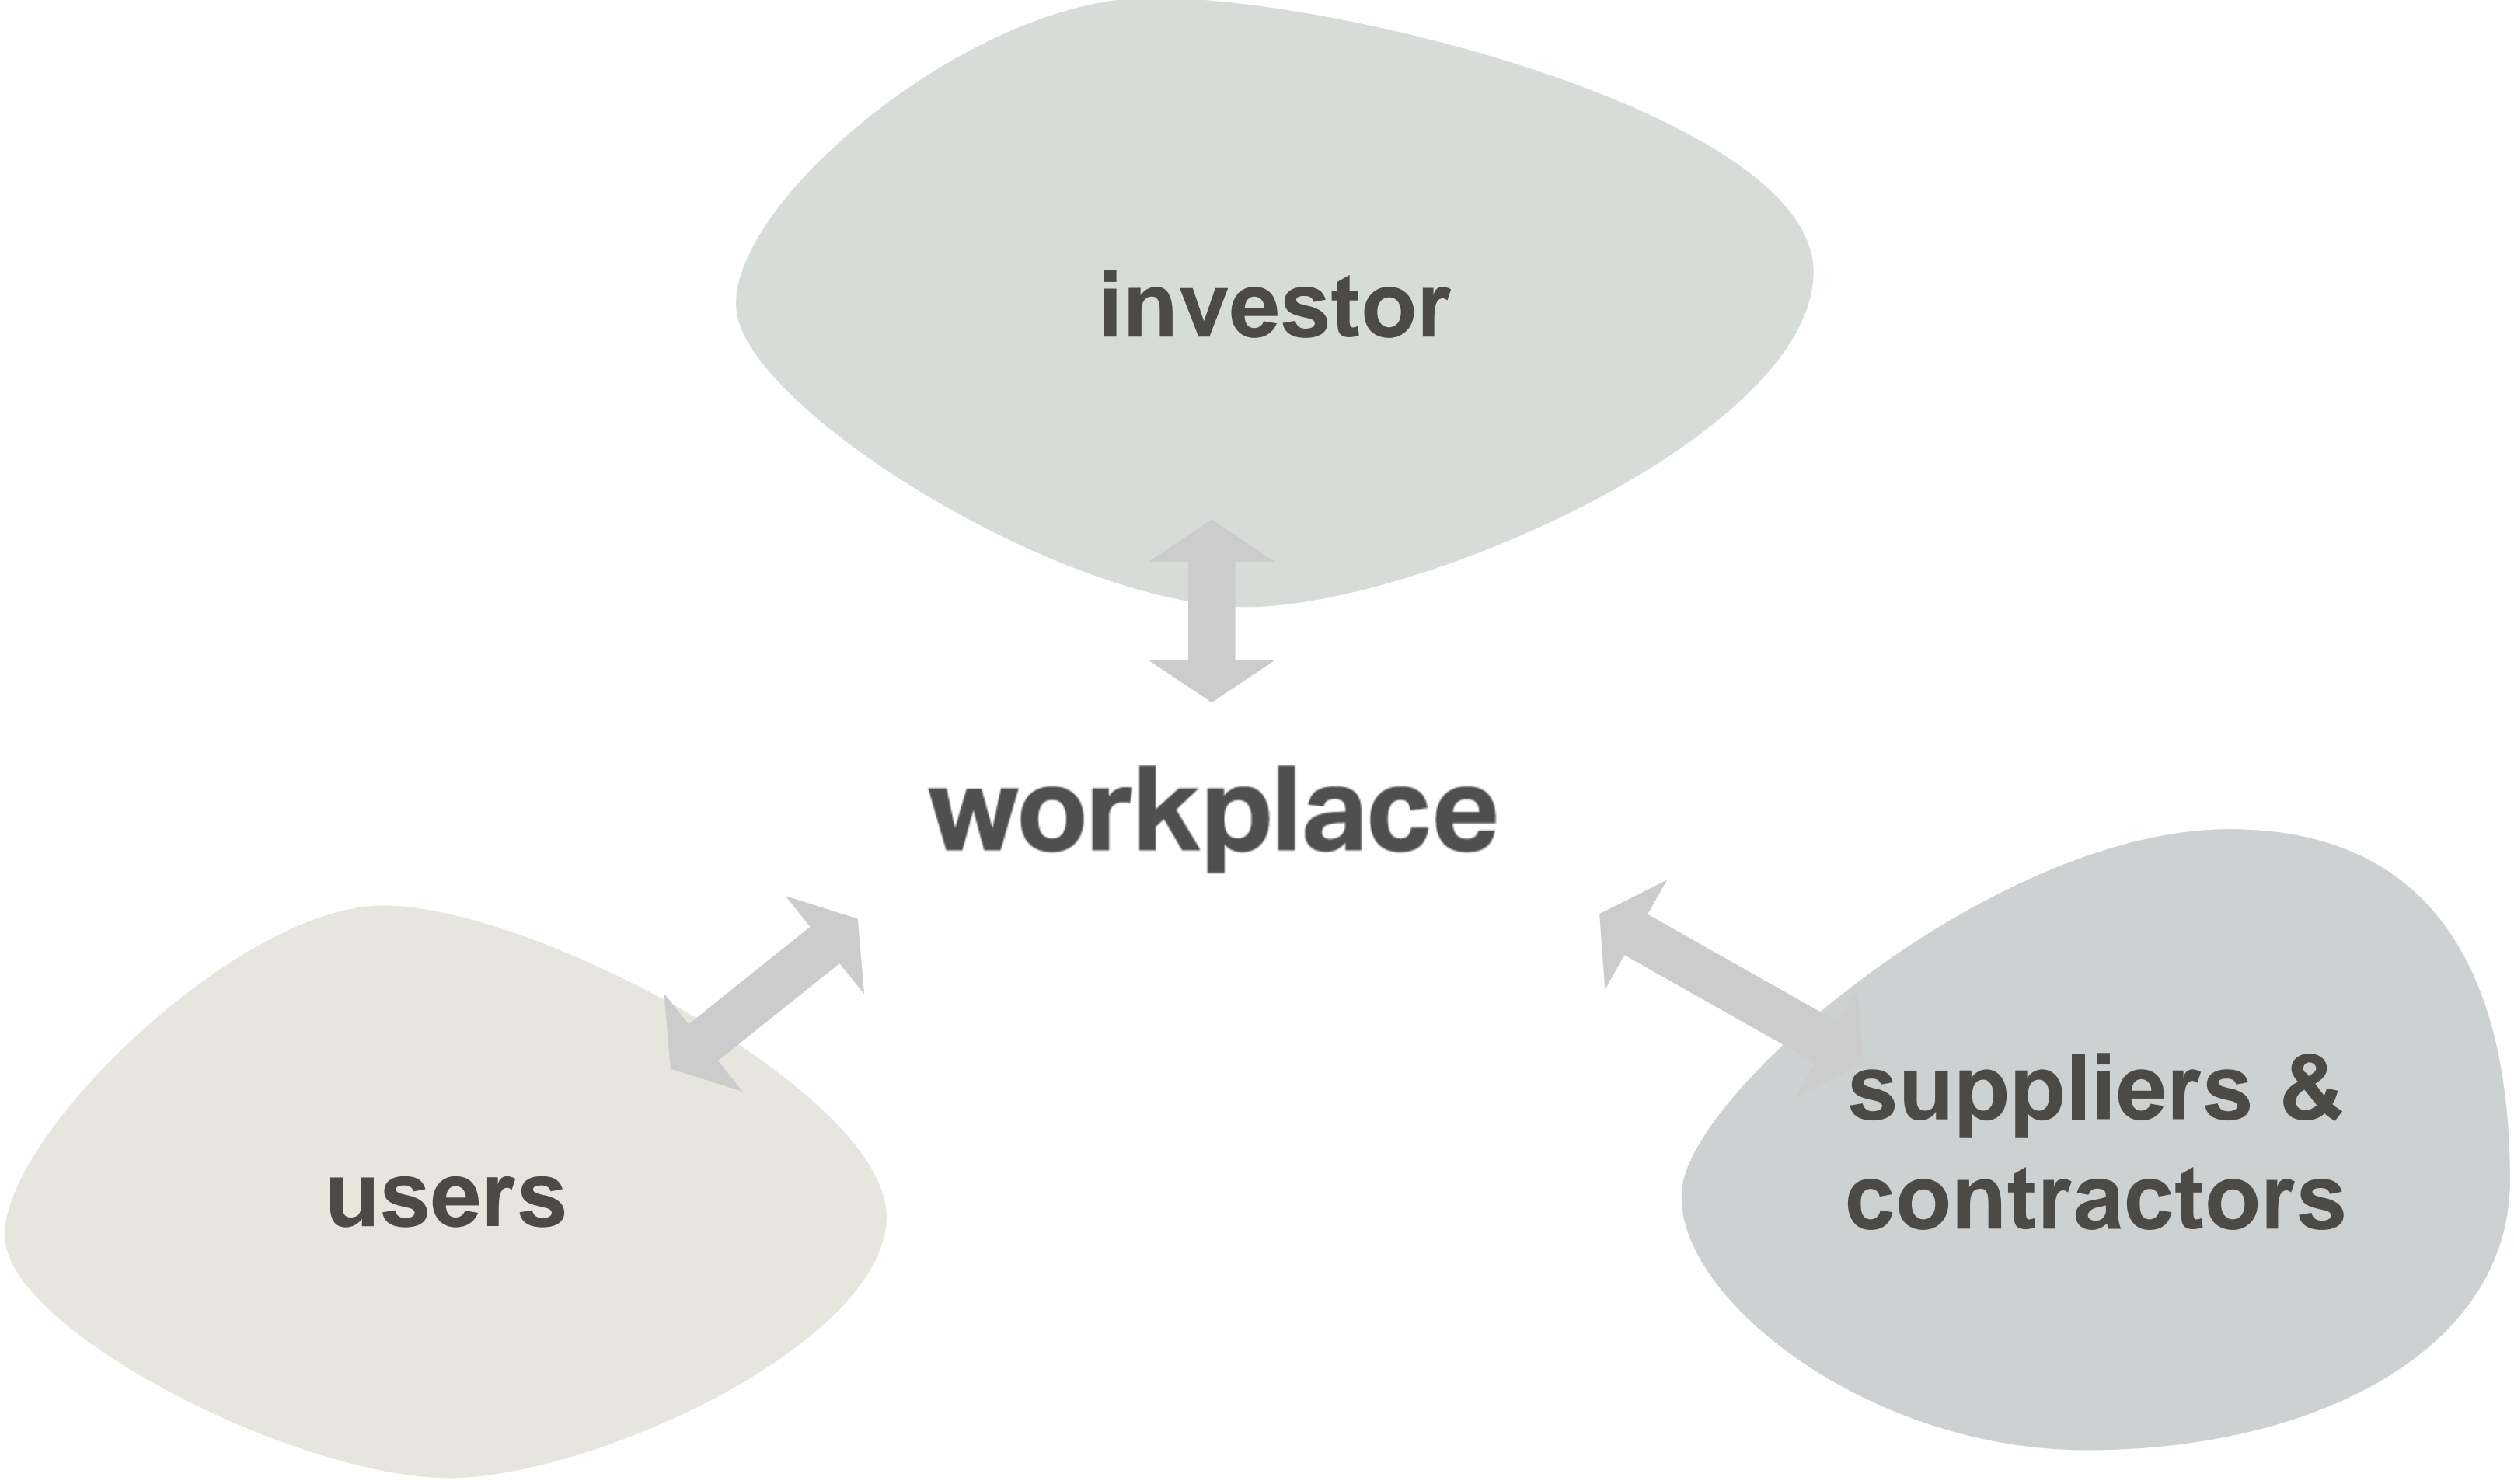 investor
workplace
users
suppliers &
contractors